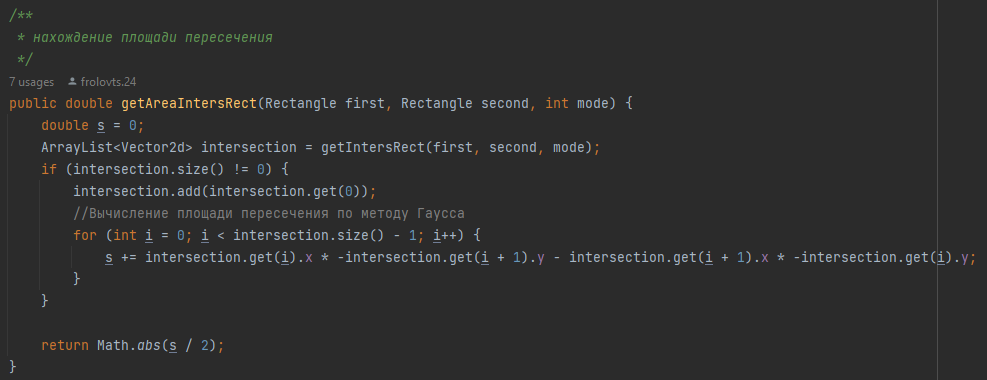 /**
 * нахождение площади пересечения
 */
7 usages frolovts.24
public double getAreaIntersRect(Rectangle first, Rectangle second, int mode) {
    double s = 0;
    ArrayList<Vector2d> intersection = getIntersRect(first, second, mode);
    if (intersection.size() != 0) {
        intersection.add(intersection.get(0));
        //Вычисление площади пересечения по методу Гаусса
        for (int i = 0; i < intersection.size() - 1; i++) {
            s += intersection.get(i).x * -intersection.get(i + 1).y - intersection.get(i + 1).x * -intersection.get(i).y;
        }
    }

    return Math.abs(s / 2);
}